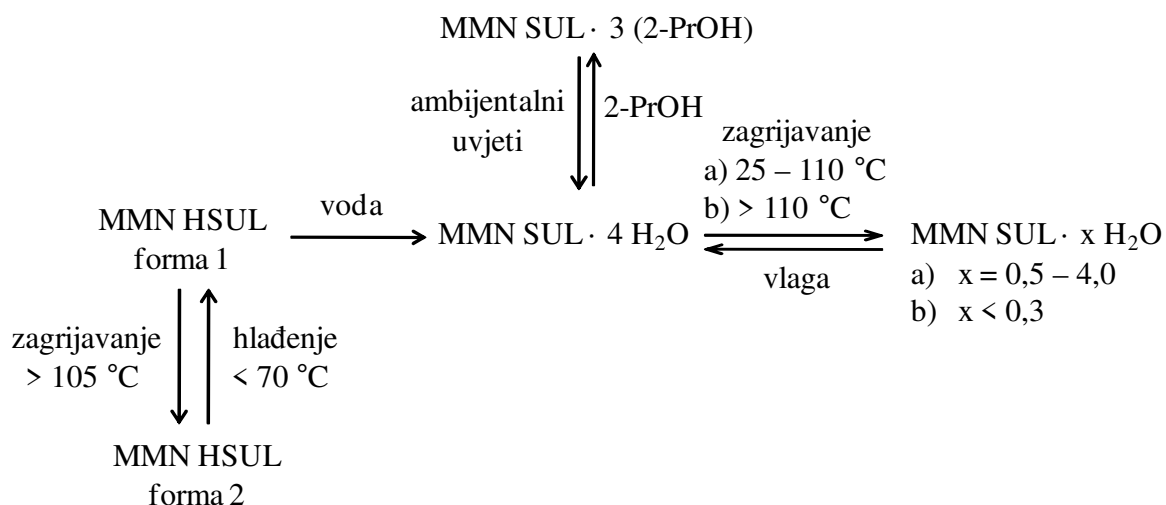 MMN SUL · 3 (2-PrOH)
ambijentalni
uvjeti
2-PrOH
zagrijavanje
a) 25 – 110 °C
b) > 110 °C
MMN HSUL
forma 1
voda
MMN SUL · 4 H₂O
vlaga
MMN SUL · x H₂O
a) x = 0,5 – 4,0
b) x < 0,3
zagrijavanje
> 105 °C
hlađenje
< 70 °C
MMN HSUL
forma 2